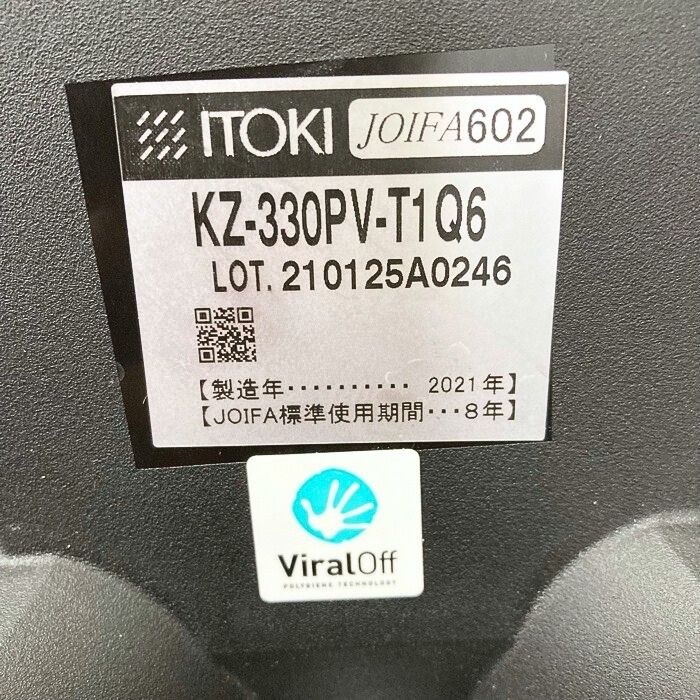 ITOKI JOIFA602
KZ-330PV-T1Q6
LOT. 210125A0246
【製造年・・・・・・・・・・ 2021年】
【JOIFA標準使用期間・・・8年】
ViralOff
POLYGIENE TECHNOLOGY